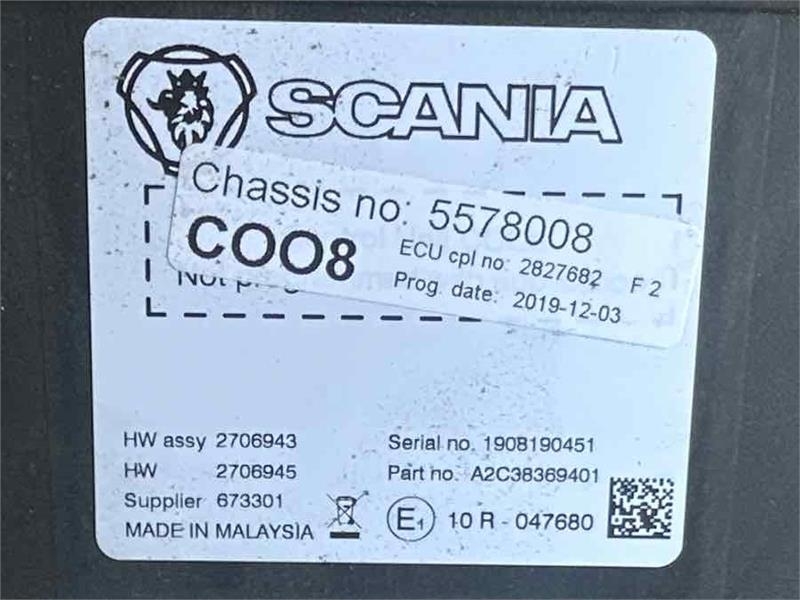 SCANIA
Chassis no: 5578008
COO8
ECU cpl no: 2827682 F 2
Prog. date: 2019-12-03
Not
HW assy 2706943
HW 2706945
Supplier 673301
MADE IN MALAYSIA
Serial no. 1908190451
Part no. A2C38369401
E1 10 R - 047680